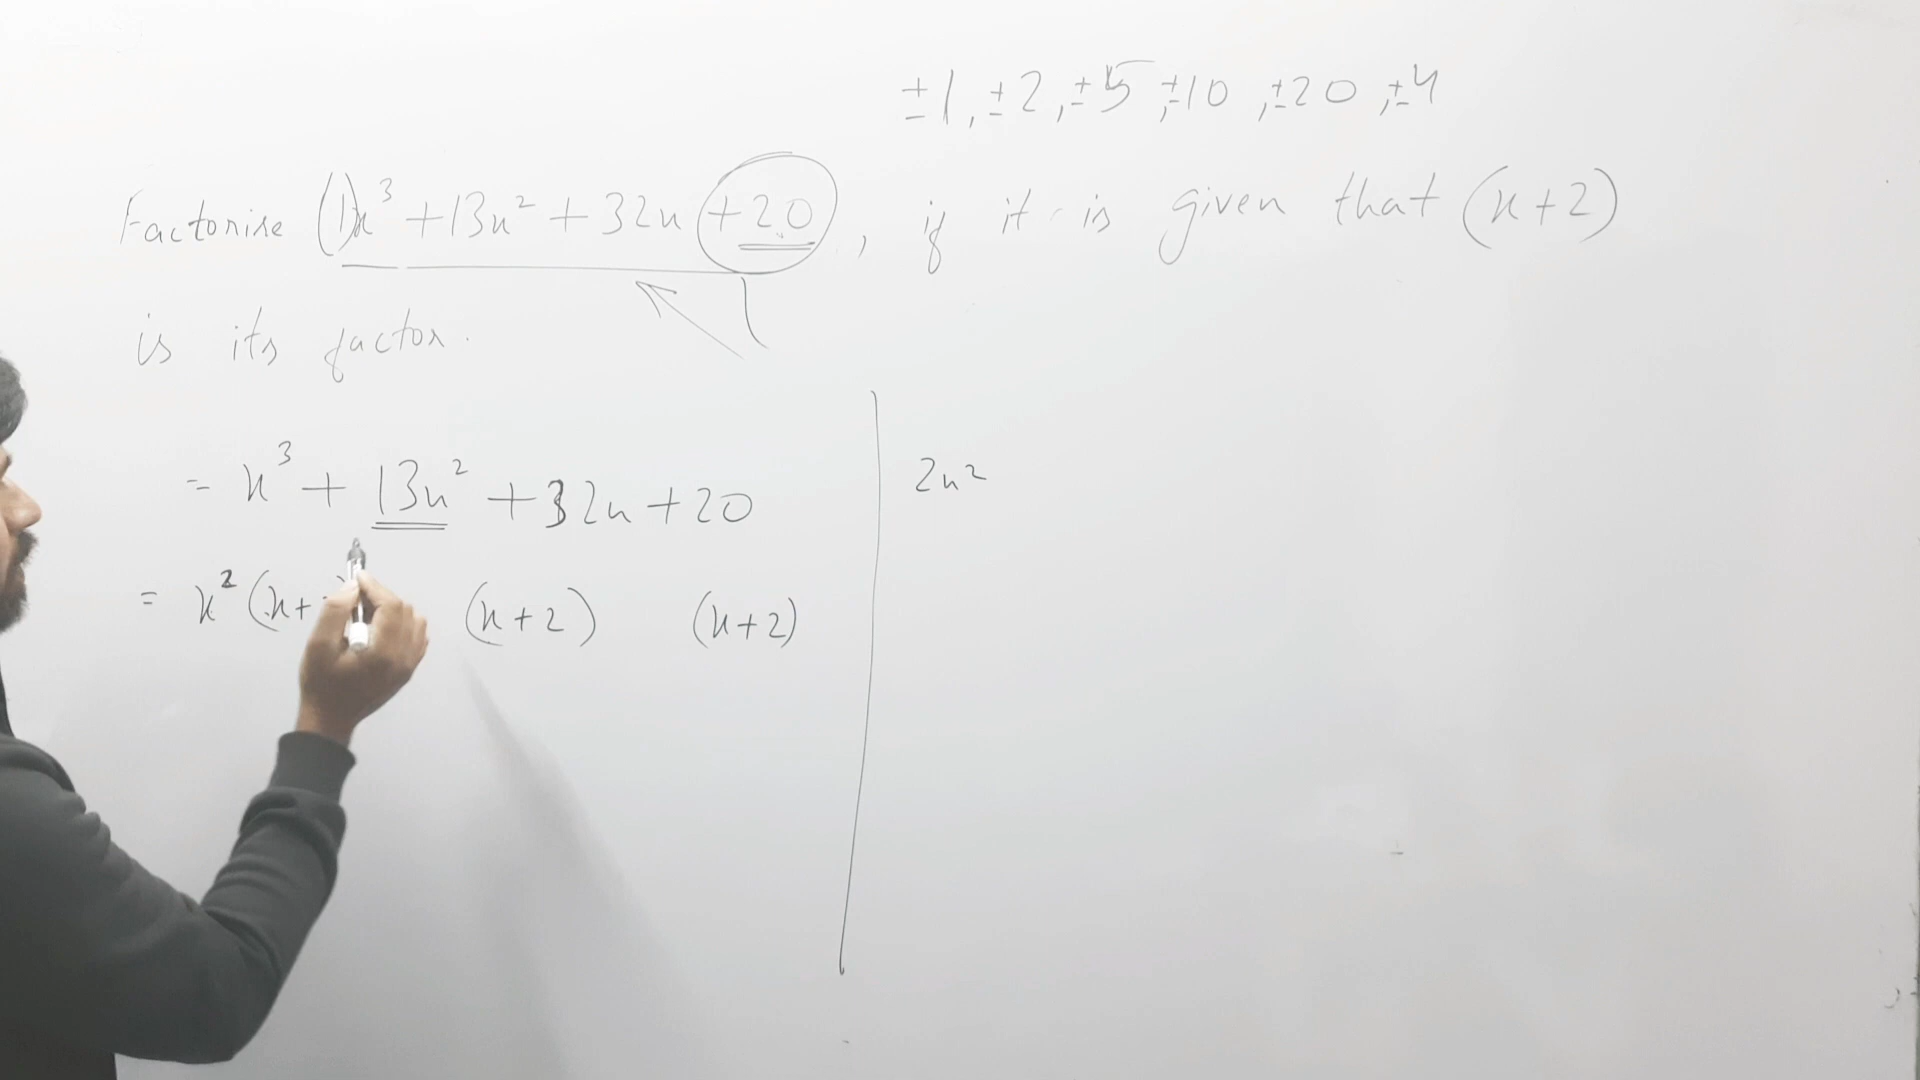 ±1, ±2, ±5, ±10, ±20, ±4
Factorise (1)x³ + 13x² + 32x + 20, if it is given that (x+2)
is its factor.
= x³ + 13x² + 32x + 20
2x²
= x² (x+ (x+2) (x+2)